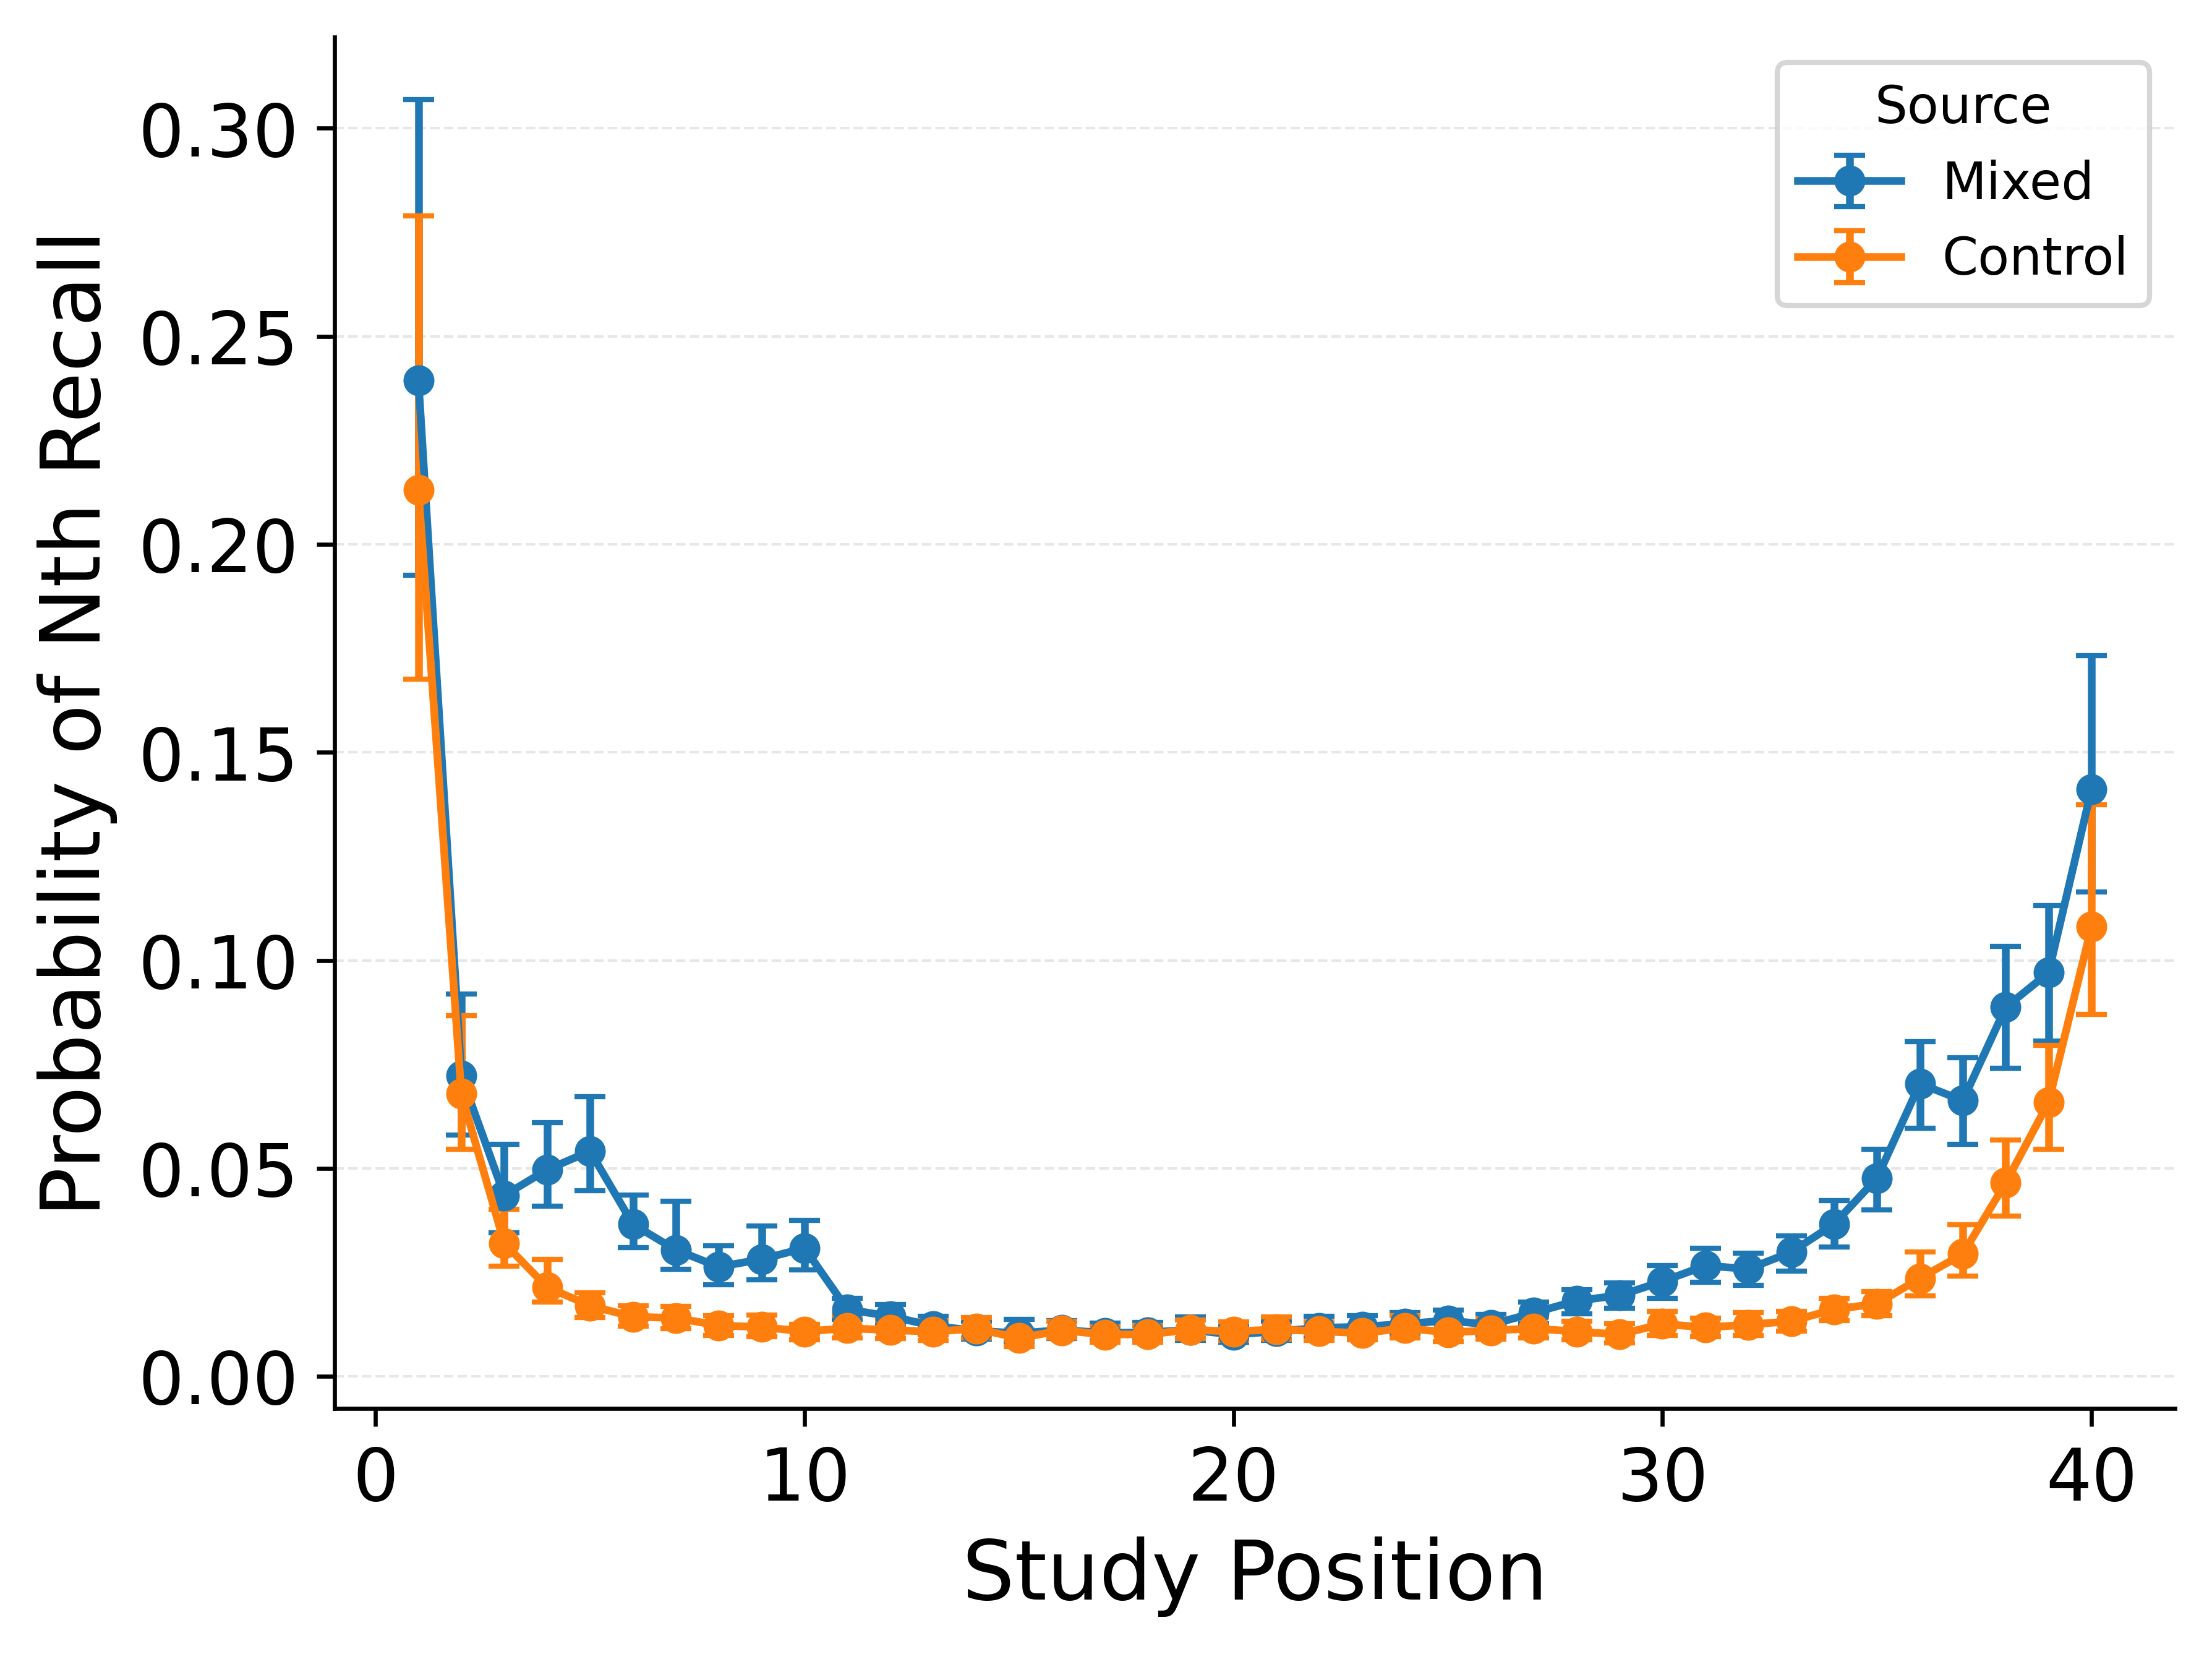 Probability of Nth Recall
0.30
0.25
0.20
0.15
0.10
0.05
0.00
Source
Mixed
Control
0
10
20
30
40
Study Position